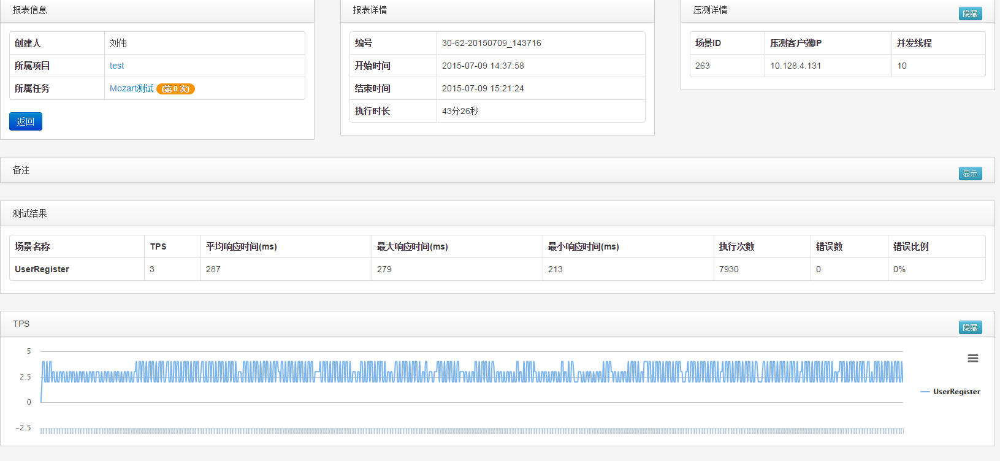 报表信息
创建人 刘伟
所属项目 test
所属任务 Mozart测试 (第 0 次)
返回
报表详情
编号 30-62-20150709_143716
开始时间 2015-07-09 14:37:58
结束时间 2015-07-09 15:21:24
执行时长 43分26秒
压测详情 隐藏
场景ID 压测客户端IP 并发线程
263 10.128.4.131 10
备注 显示
测试结果
场景名称 TPS 平均响应时间(ms) 最大响应时间(ms) 最小响应时间(ms) 执行次数 错误数 错误比例
UserRegister 3 287 279 213 7930 0 0%
TPS 隐藏
5
2.5
0
−2.5
UserRegister